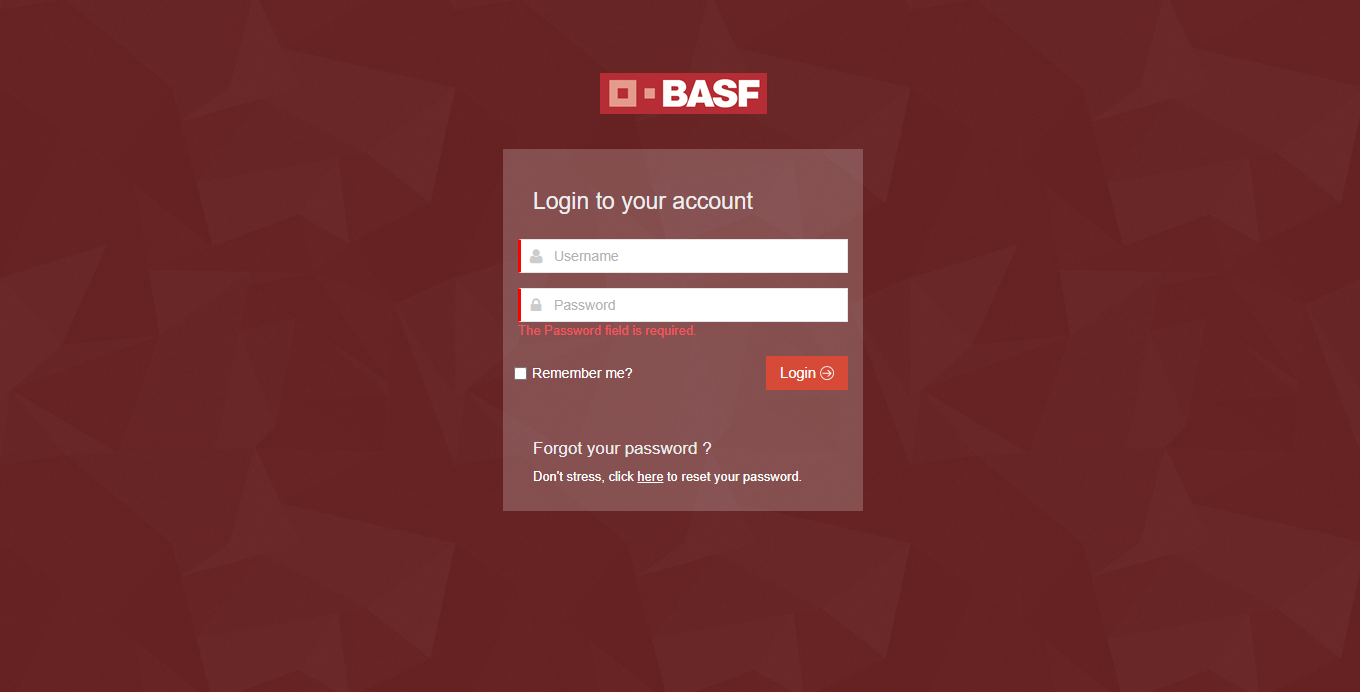 BASF
Login to your account
Username
Password
The Password field is required.
Remember me?
Login
Forgot your password ?
Don't stress, click here to reset your password.